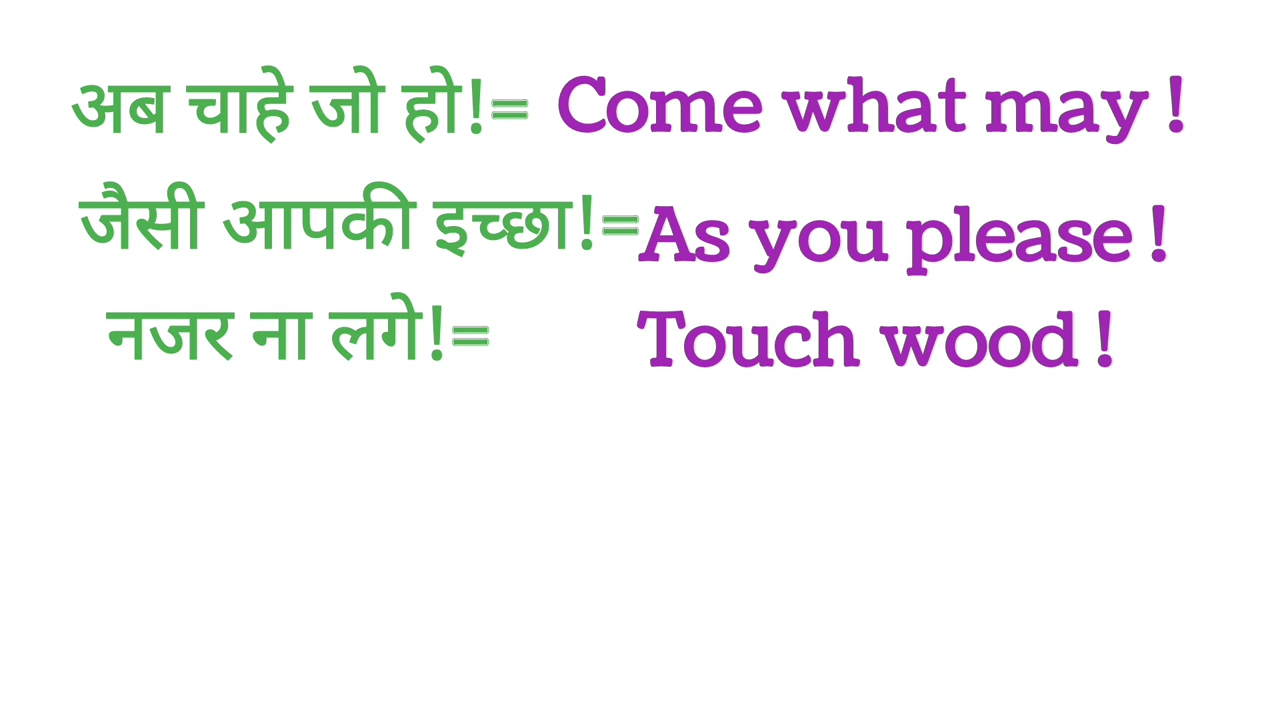 अब चाहे जो हो!= Come what may !
जैसी आपकी इच्छा!= As you please !
नजर ना लगे!= Touch wood !